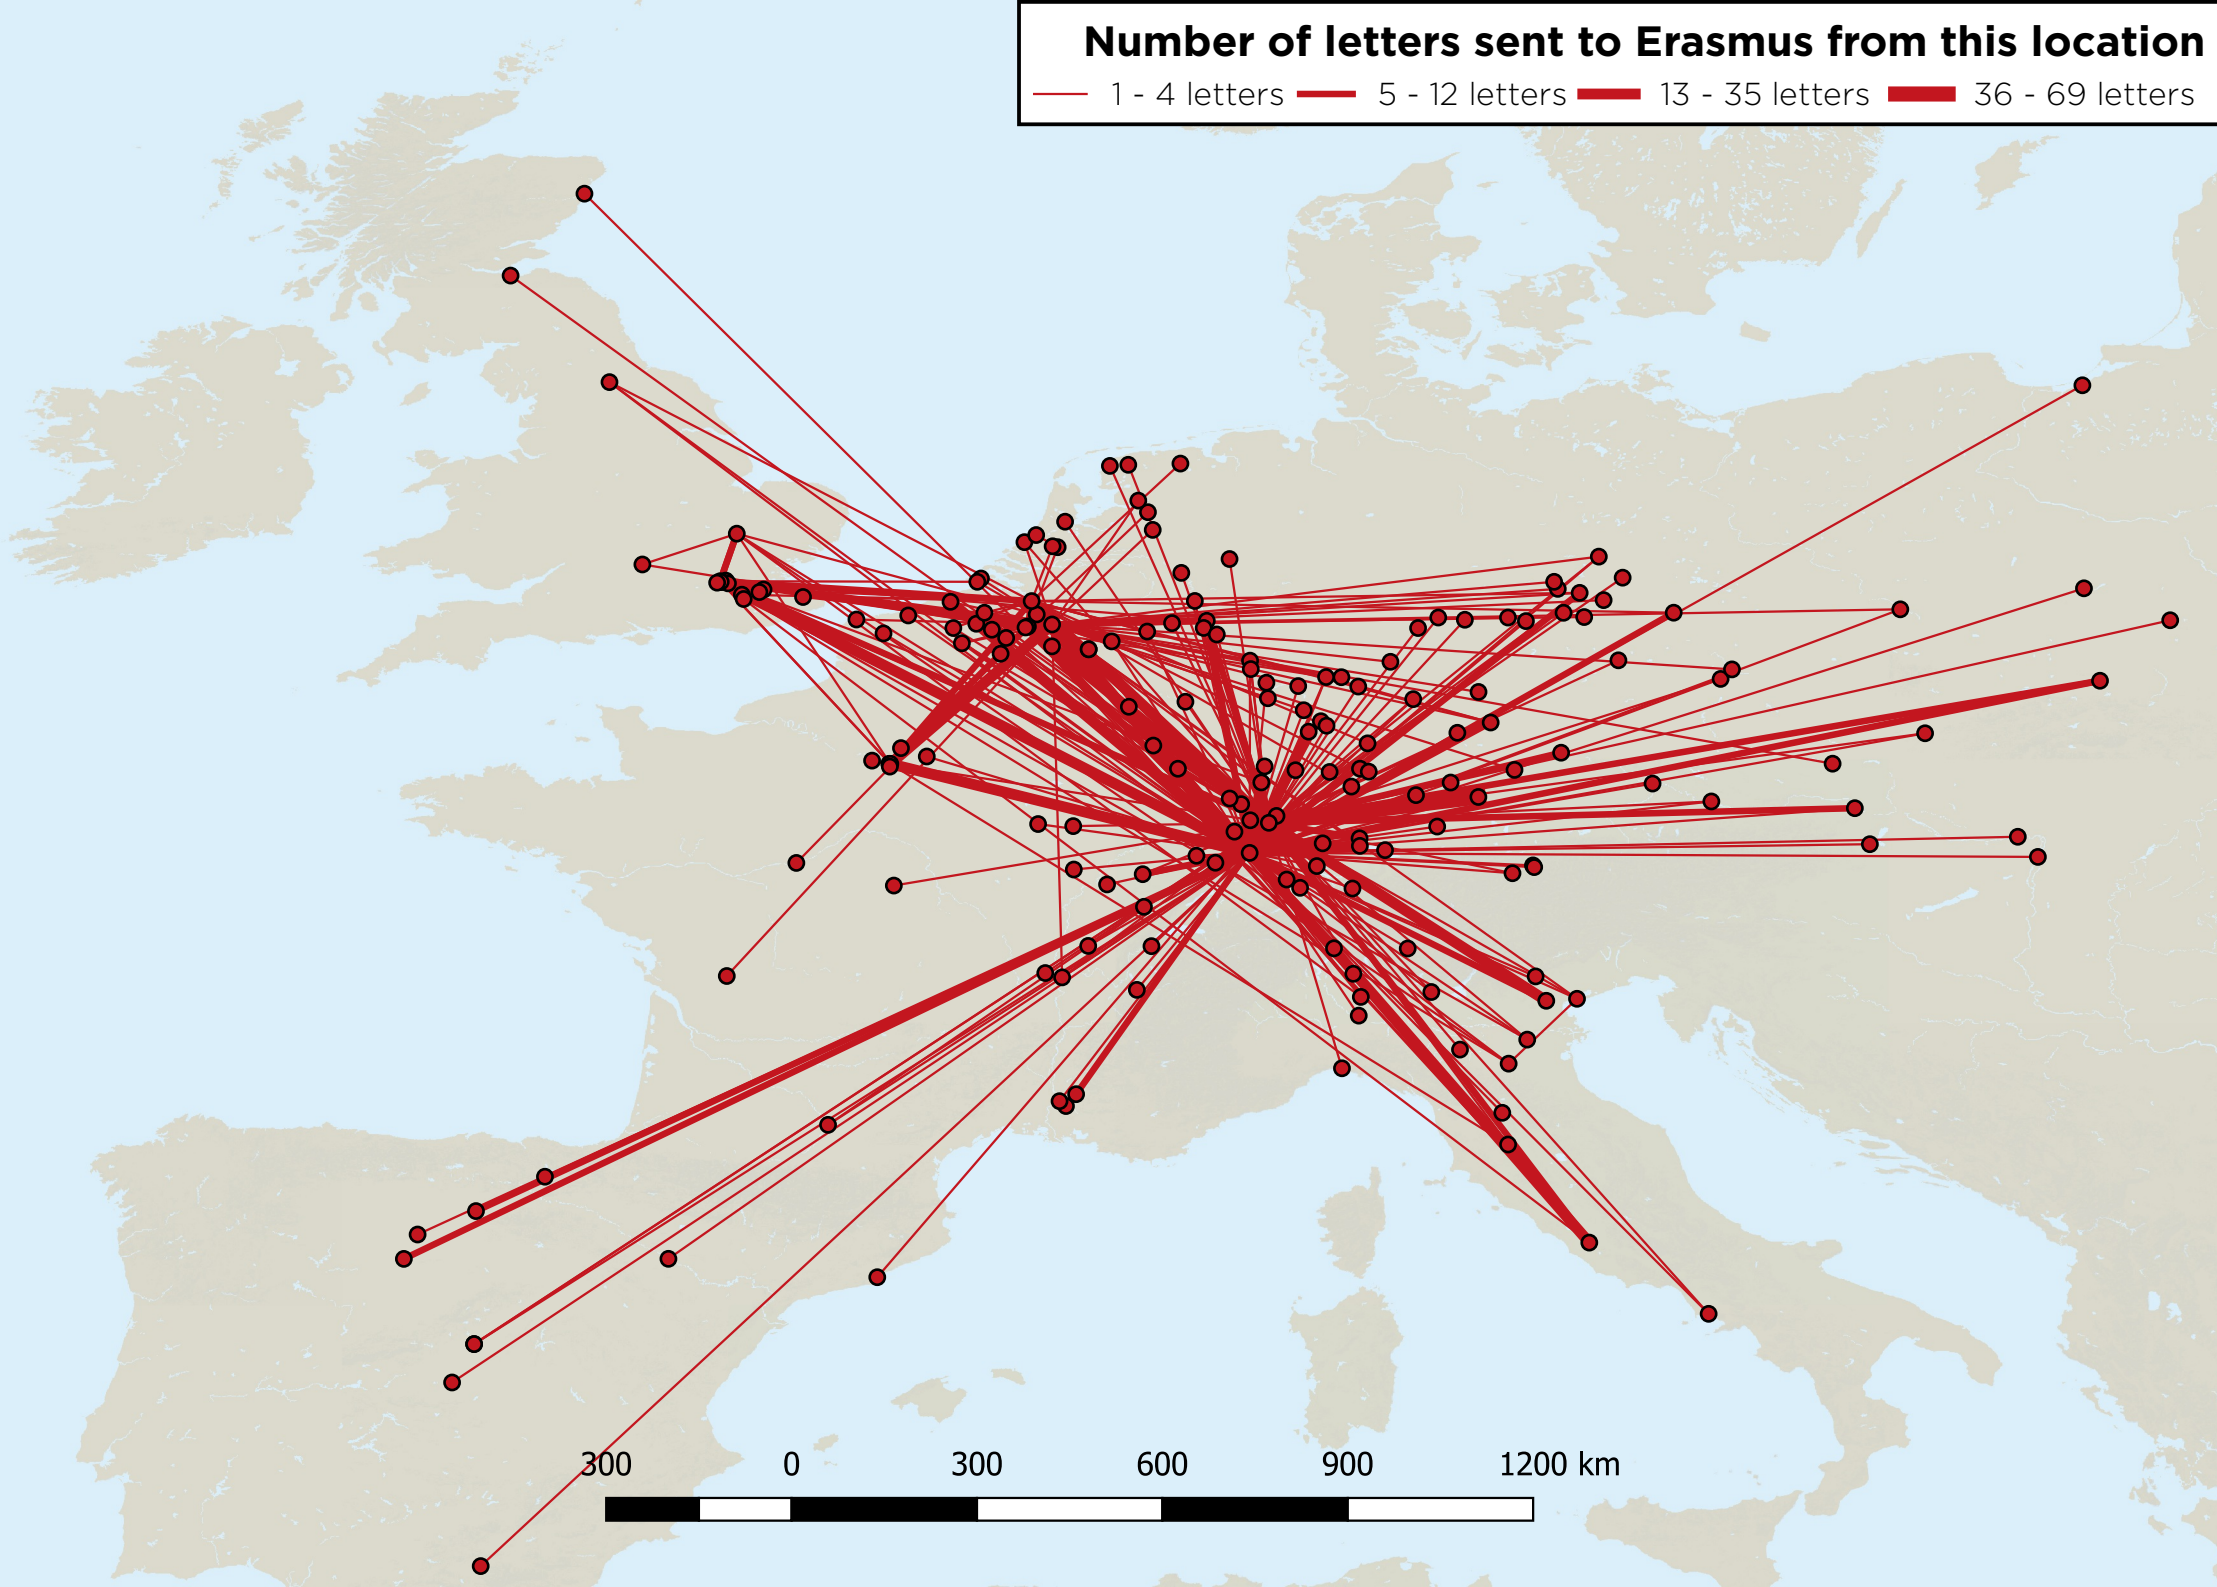 Number of letters sent to Erasmus from this location
1 - 4 letters 5 - 12 letters 13 - 35 letters 36 - 69 letters
300 0 300 600 900 1200 km